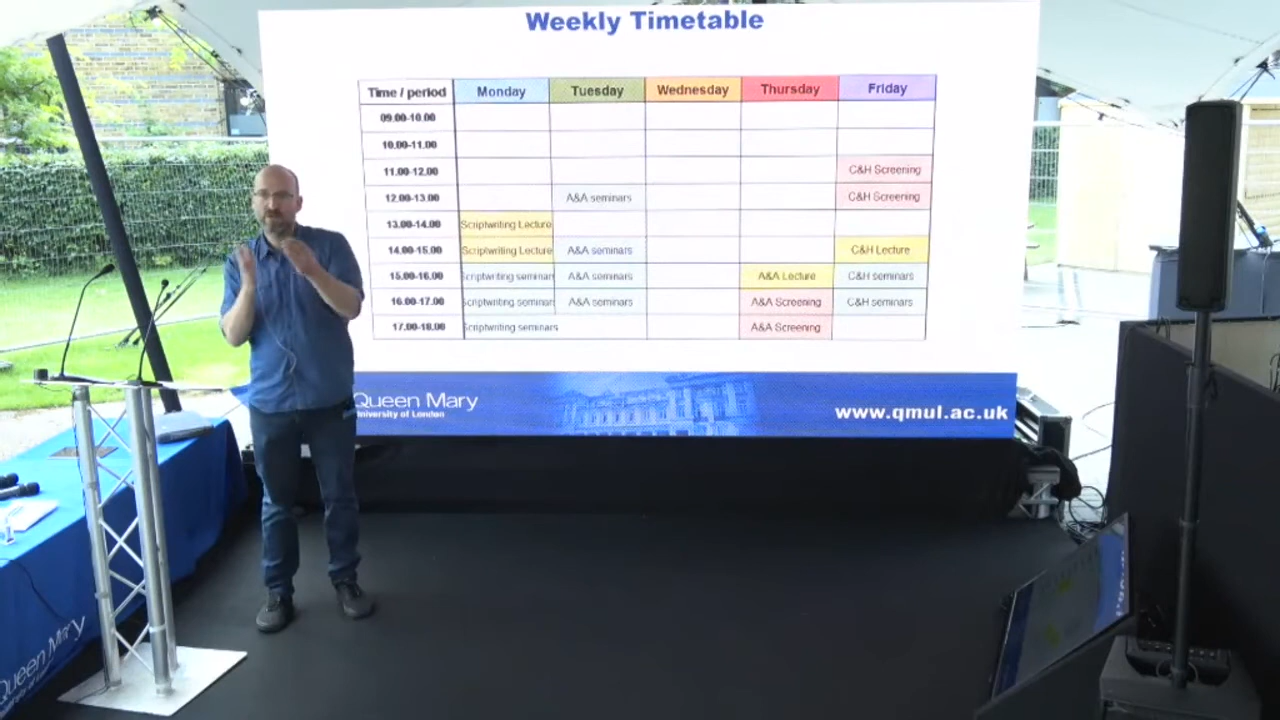 Weekly Timetable
Time / period Monday Tuesday Wednesday Thursday Friday
09.00-10.00
10.00-11.00
11.00-12.00 C&H Screening
12.00-13.00 A&A seminars C&H Screening
13.00-14.00 Scriptwriting Lecture
14.00-15.00 Scriptwriting Lecture A&A seminars C&H Lecture
15.00-16.00 Scriptwriting seminars A&A seminars A&A Lecture C&H seminars
16.00-17.00 Scriptwriting seminars A&A seminars A&A Screening C&H seminars
17.00-18.00 Scriptwriting seminars A&A Screening
Queen Mary
University of London
www.qmul.ac.uk
Queen Mary